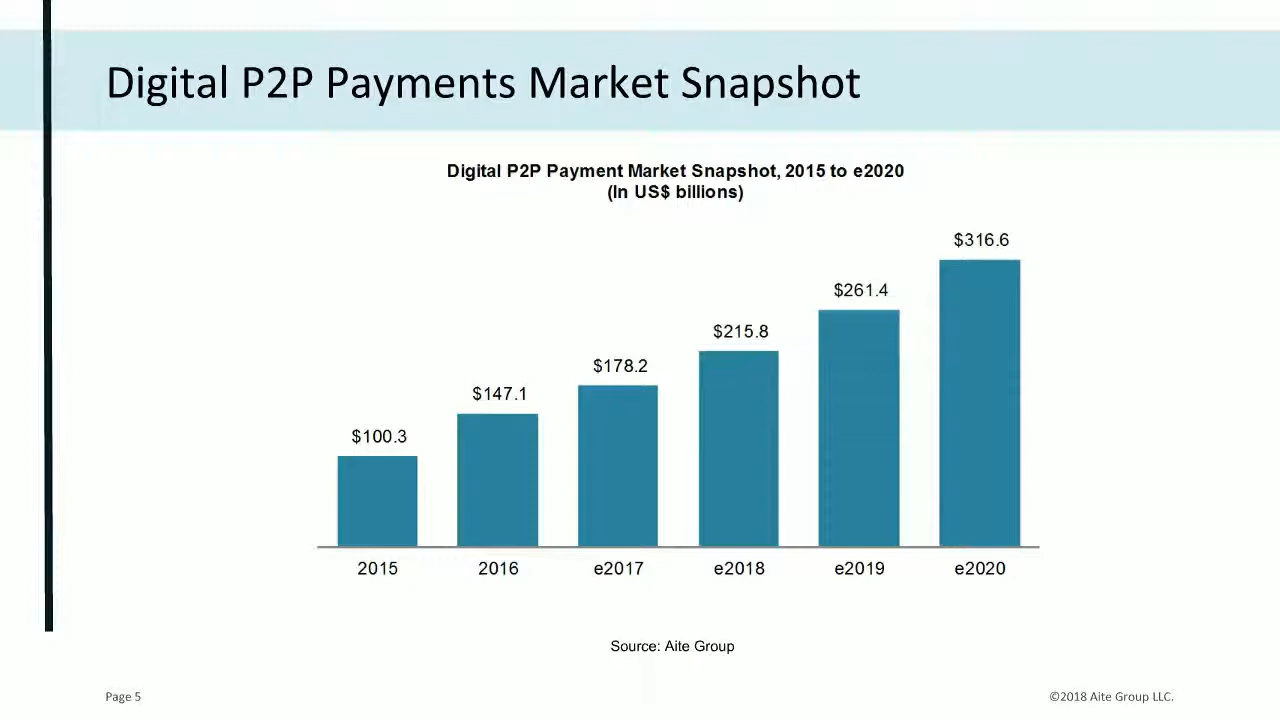 Digital P2P Payments Market Snapshot
Digital P2P Payment Market Snapshot, 2015 to e2020
(In US$ billions)
$100.3
$147.1
$178.2
$215.8
$261.4
$316.6
2015
2016
e2017
e2018
e2019
e2020
Source: Aite Group
Page 5
©2018 Aite Group LLC.